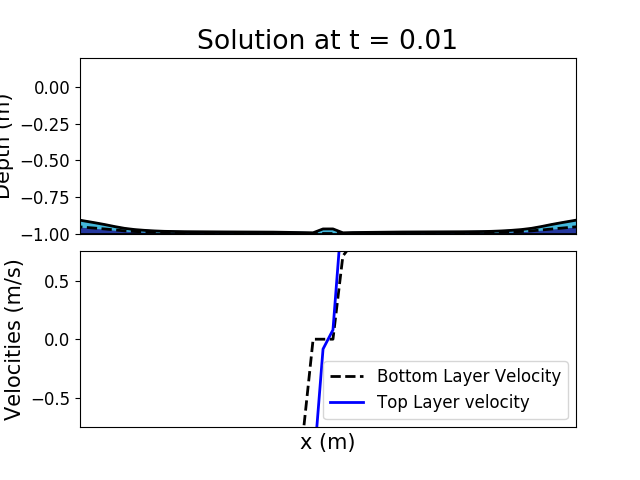 Solution at t = 0.01
Depth (m)
0.00
−0.25
−0.50
−0.75
−1.00
Velocities (m/s)
0.5
0.0
−0.5
Bottom Layer Velocity
Top Layer velocity
x (m)